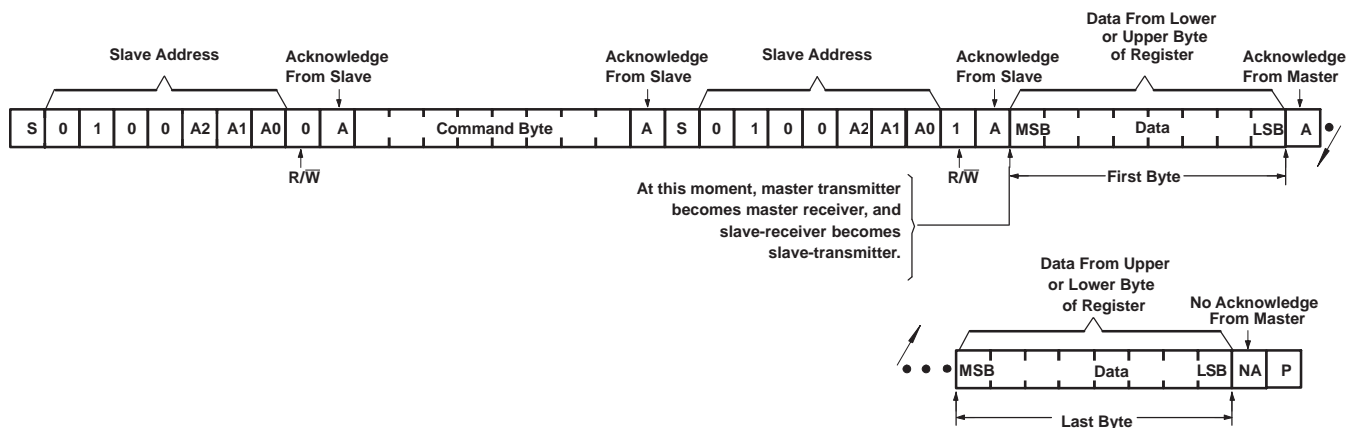 Slave Address
Acknowledge
From Slave
Acknowledge
From Slave
Slave Address
Acknowledge
From Slave
Data From Lower
or Upper Byte
of Register
Acknowledge
From Master
S 0 1 0 0 A2 A1 A0 0 A Command Byte A S 0 1 0 0 A2 A1 A0 1 A MSB Data LSB A
R/W̅
R/W̅
First Byte
At this moment, master transmitter
becomes master receiver, and
slave-receiver becomes
slave-transmitter.
Data From Upper
or Lower Byte
of Register
No Acknowledge
From Master
MSB Data LSB NA P
Last Byte